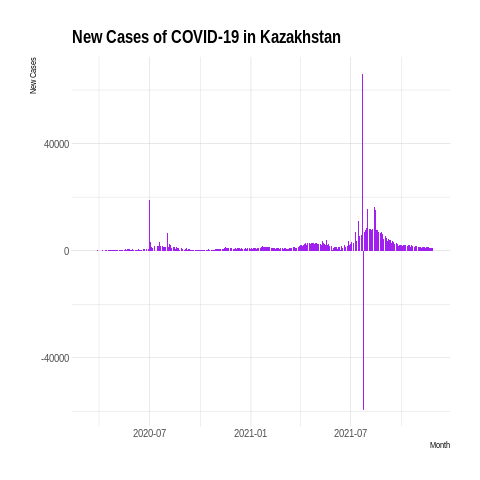 New Cases of COVID-19 in Kazakhstan
New Cases
40000
0
-40000
2020-07
2021-01
2021-07
Month